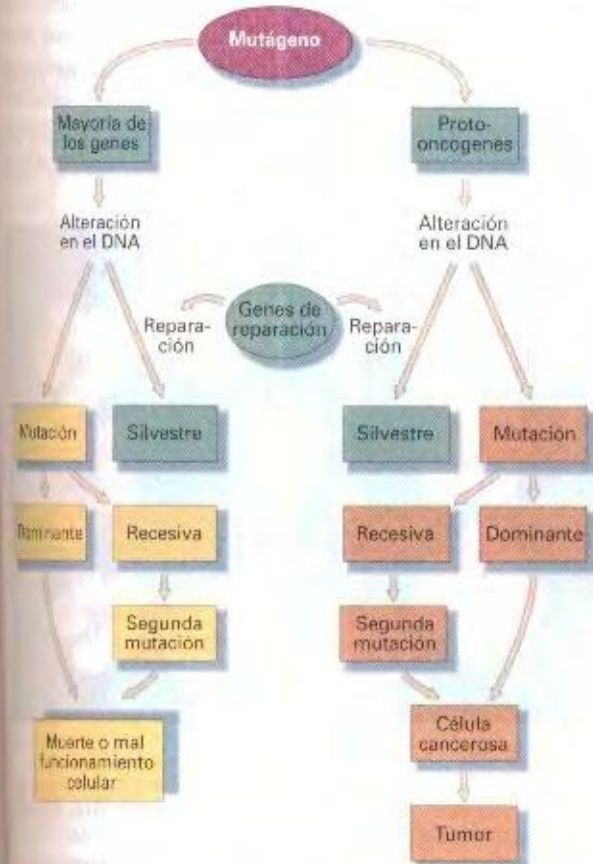 Mutágeno
Mayoría de
los genes
Proto-
oncogenes
Alteración
en el DNA
Alteración
en el DNA
Genes de
reparación
Repara-
ción
Repara-
ción
Mutación
Silvestre
Silvestre
Mutación
Dominante
Recesiva
Recesiva
Dominante
Segunda
mutación
Segunda
mutación
Muerte o mal
funcionamiento
celular
Célula
cancerosa
Tumor